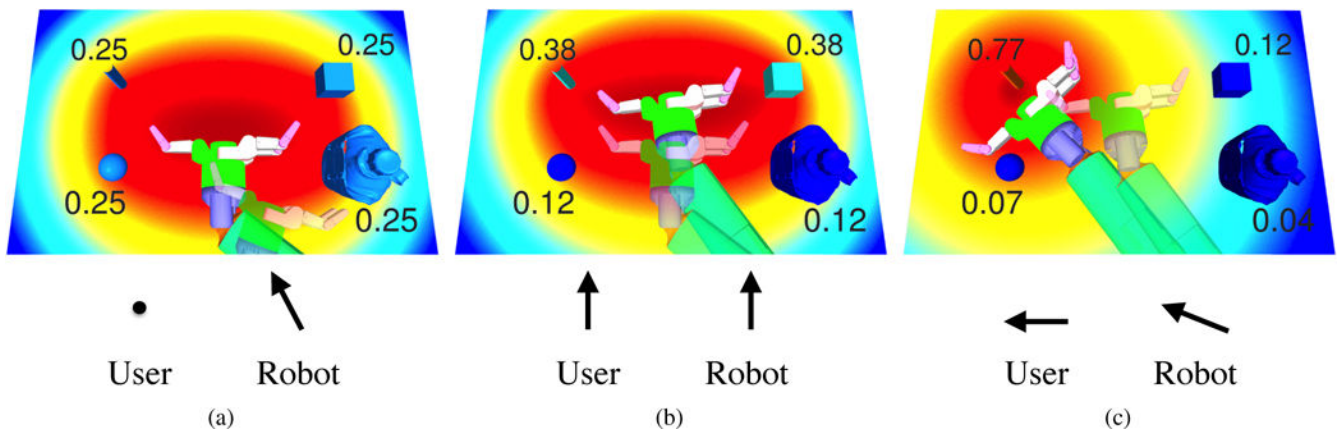 0.25 0.25
0.25 0.25
User Robot
(a)
0.38 0.38
0.12 0.12
User Robot
(b)
0.77 0.12
0.07 0.04
User Robot
(c)